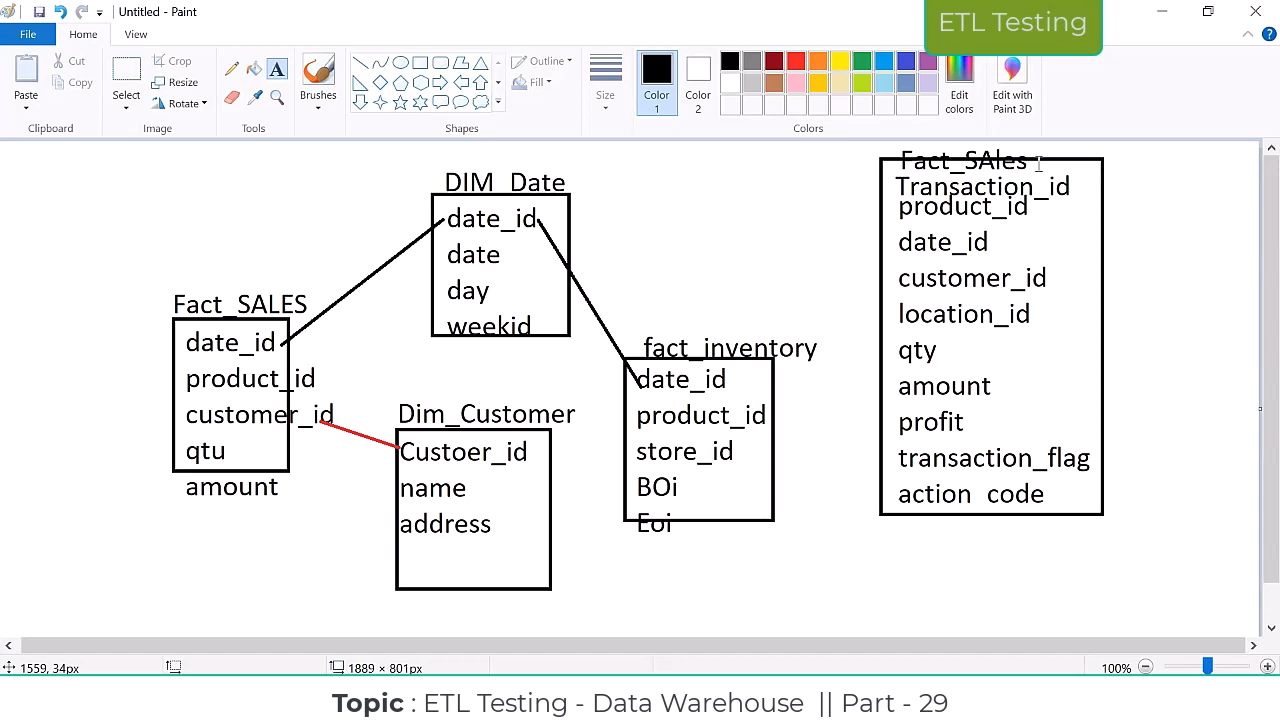 Untitled - Paint
ETL Testing
File
Home
View
Paste
Cut
Copy
Clipboard
Select
Crop
Resize
Rotate
Image
A
Tools
Brushes
Shapes
Outline
Fill
Size
Color
1
Color
2
Edit
colors
Colors
Edit with
Paint 3D
DIM_Date
date_id
date
day
weekid
Fact_SALES
date_id
product_id
customer_id
qtu
amount
Dim_Customer
Custoer_id
name
address
fact_inventory
date_id
product_id
store_id
BOi
Eoi
Fact_SAles
Transaction_id
product_id
date_id
customer_id
location_id
qty
amount
profit
transaction_flag
action_code
1559, 34px
1889 × 801px
100%
Topic : ETL Testing - Data Warehouse || Part - 29